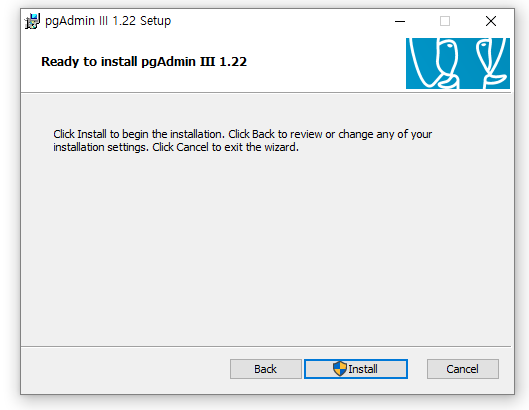 pgAdmin III 1.22 Setup
Ready to install pgAdmin III 1.22
Click Install to begin the installation. Click Back to review or change any of your
installation settings. Click Cancel to exit the wizard.
Back
Install
Cancel